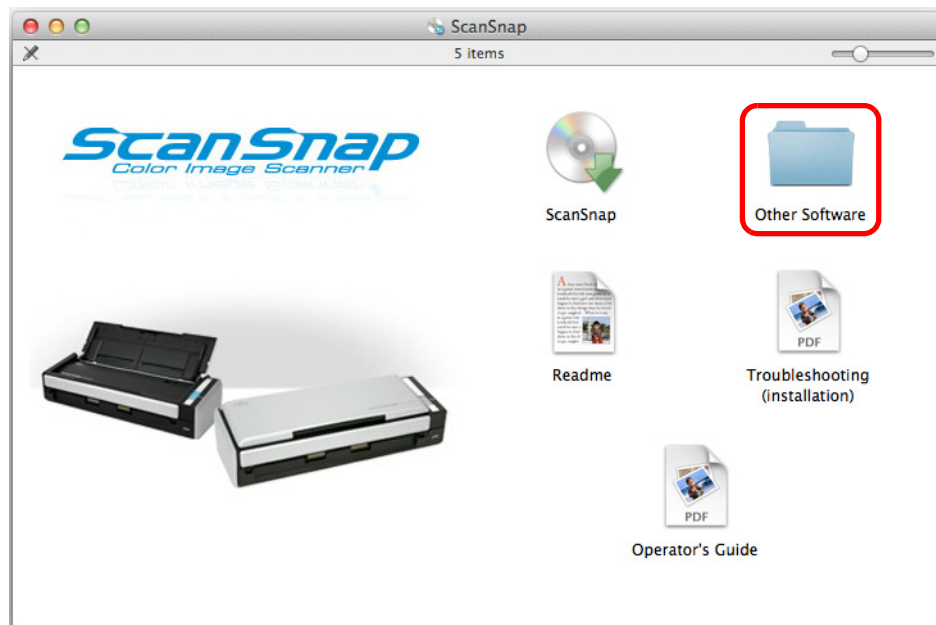 ScanSnap
5 items
ScanSnap
Color Image Scanner
ScanSnap
Other Software
Readme
PDF
Troubleshooting
(installation)
PDF
Operator's Guide